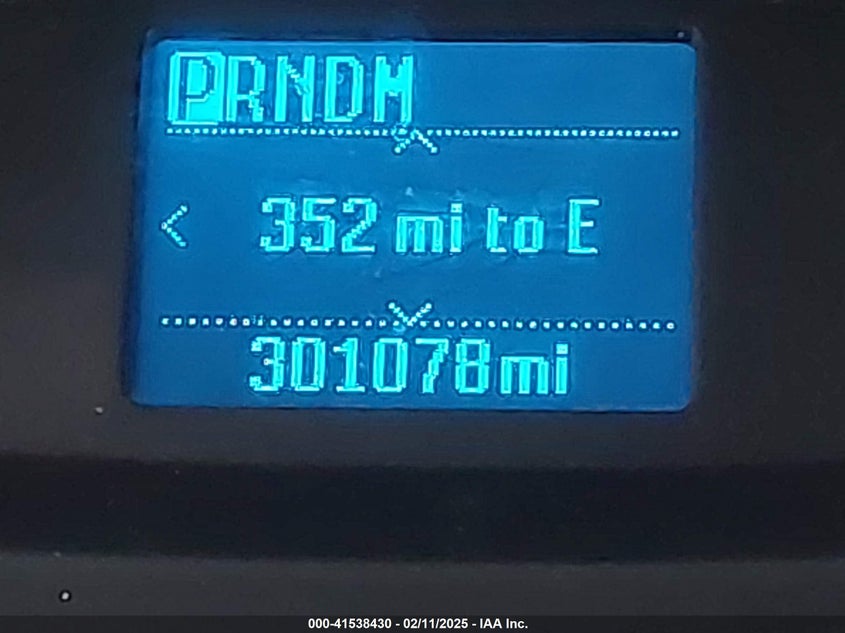 PRNDM
< 352 mi to E
301078mi
000-41538430 - 02/11/2025 - IAA Inc.